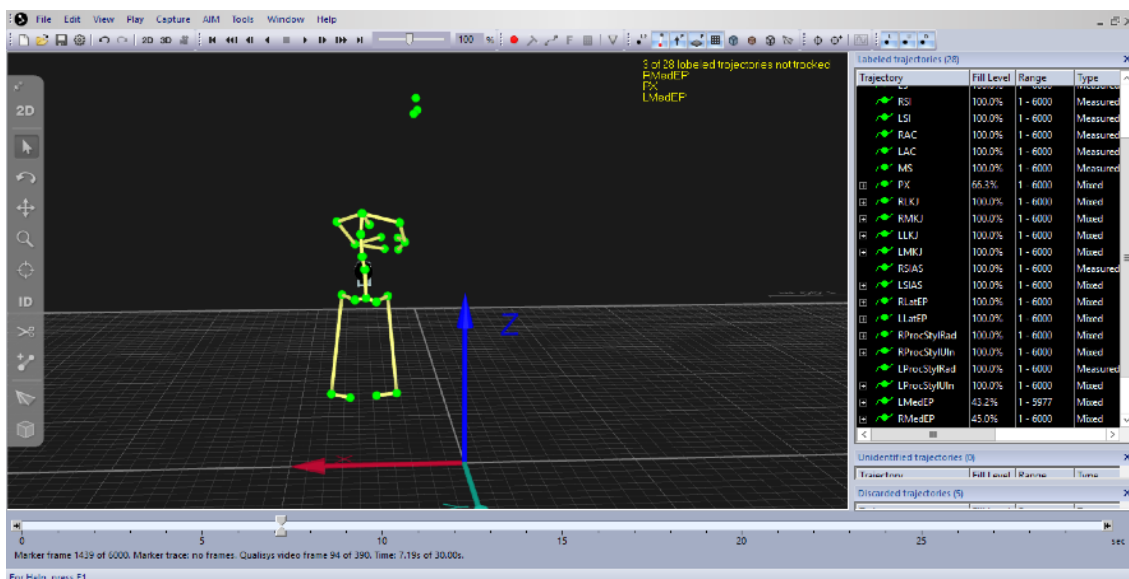 File Edit View Play Capture AIM Tools Window Help
2D 3D 100 % F
3 of 28 labeled trajectories not tracked
RMedEP
PX
LMedEP
2D
ID
Z
X
Labeled trajectories (28)
Trajectory Fill Level Range Type
RSI 100.0% 1 - 6000 Measured
LSI 100.0% 1 - 6000 Measured
RAC 100.0% 1 - 6000 Measured
LAC 100.0% 1 - 6000 Measured
MS 100.0% 1 - 6000 Measured
PX 66.3% 1 - 6000 Mixed
RLKJ 100.0% 1 - 6000 Mixed
RMKJ 100.0% 1 - 6000 Mixed
LLKJ 100.0% 1 - 6000 Mixed
LMKJ 100.0% 1 - 6000 Mixed
RSIAS 100.0% 1 - 6000 Measured
LSIAS 100.0% 1 - 6000 Mixed
RLatEP 100.0% 1 - 6000 Mixed
LLatEP 100.0% 1 - 6000 Mixed
RProcStylRad 100.0% 1 - 6000 Mixed
RProcStylUln 100.0% 1 - 6000 Mixed
LProcStylRad 100.0% 1 - 6000 Measured
LProcStylUln 100.0% 1 - 6000 Mixed
LMedEP 43.2% 1 - 5977 Mixed
RMedEP 45.0% 1 - 6000 Mixed
Unidentified trajectories (0)
Trajectory Fill Level Range Type
Discarded trajectories (5)
0 5 10 15 20 25 sec
Marker frame 1439 of 6000. Marker trace: no frames. Qualisys video frame 94 of 390. Time: 7.19s of 30.00s.
For Help, press F1